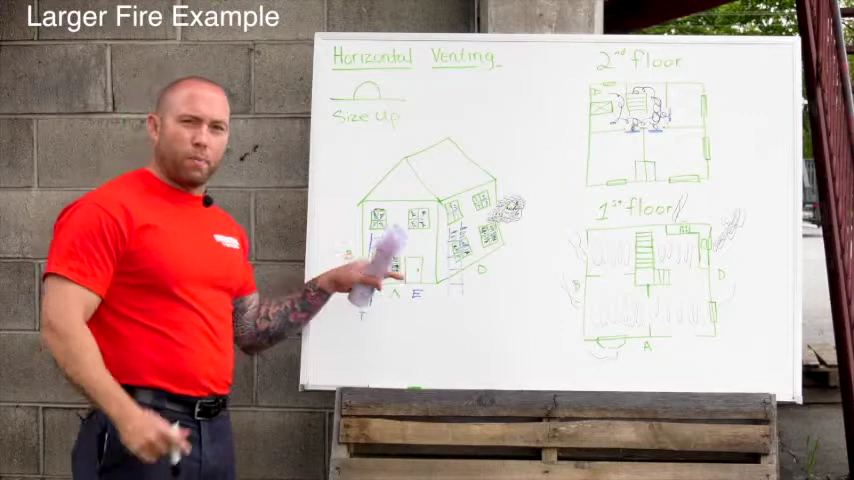 Larger Fire Example
Horizontal Venting
Size Up
2nd floor
1st floor
A
E
D
B
D
A